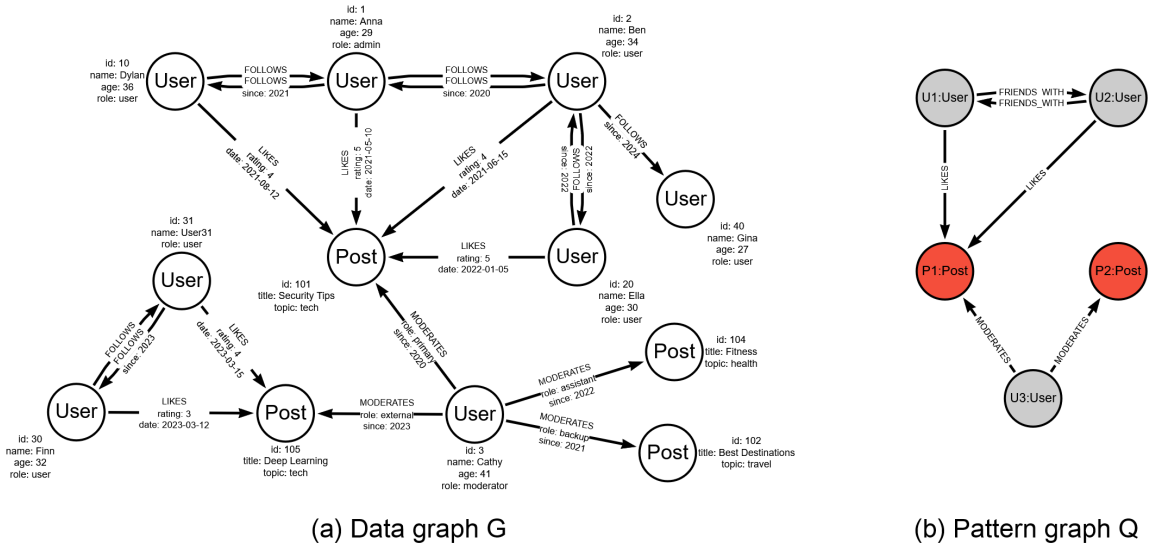 id: 10
name: Dylan
age: 36
role: user
User
FOLLOWS
FOLLOWS
since: 2021
id: 1
name: Anna
age: 29
role: admin
User
FOLLOWS
FOLLOWS
since: 2020
id: 2
name: Ben
age: 34
role: user
User
FOLLOWS
since: 2024
LIKES
rating: 4
date: 2021-08-12
LIKES
rating: 5
date: 2021-05-10
LIKES
rating: 4
date: 2021-06-15
since: 2022
FOLLOWS
since: 2022
User
id: 40
name: Gina
age: 27
role: user
id: 31
name: User31
role: user
User
Post
id: 101
title: Security Tips
topic: tech
LIKES
rating: 5
date: 2022-01-05
User
id: 20
name: Ella
age: 30
role: user
FOLLOWS
FOLLOWS
since: 2023
LIKES
rating: 4
date: 2023-03-15
MODERATES
role: primary
since: 2020
Post
id: 104
title: Fitness
topic: health
MODERATES
role: assistant
since: 2022
User
id: 30
name: Finn
age: 32
role: user
LIKES
rating: 3
date: 2023-03-12
Post
id: 105
title: Deep Learning
topic: tech
MODERATES
role: external
since: 2023
User
id: 3
name: Cathy
age: 41
role: moderator
MODERATES
role: backup
since: 2021
Post
id: 102
title: Best Destinations
topic: travel
(a) Data graph G
U1:User
FRIENDS_WITH
FRIENDS_WITH
U2:User
LIKES
LIKES
P1:Post
P2:Post
MODERATES
MODERATES
U3:User
(b) Pattern graph Q